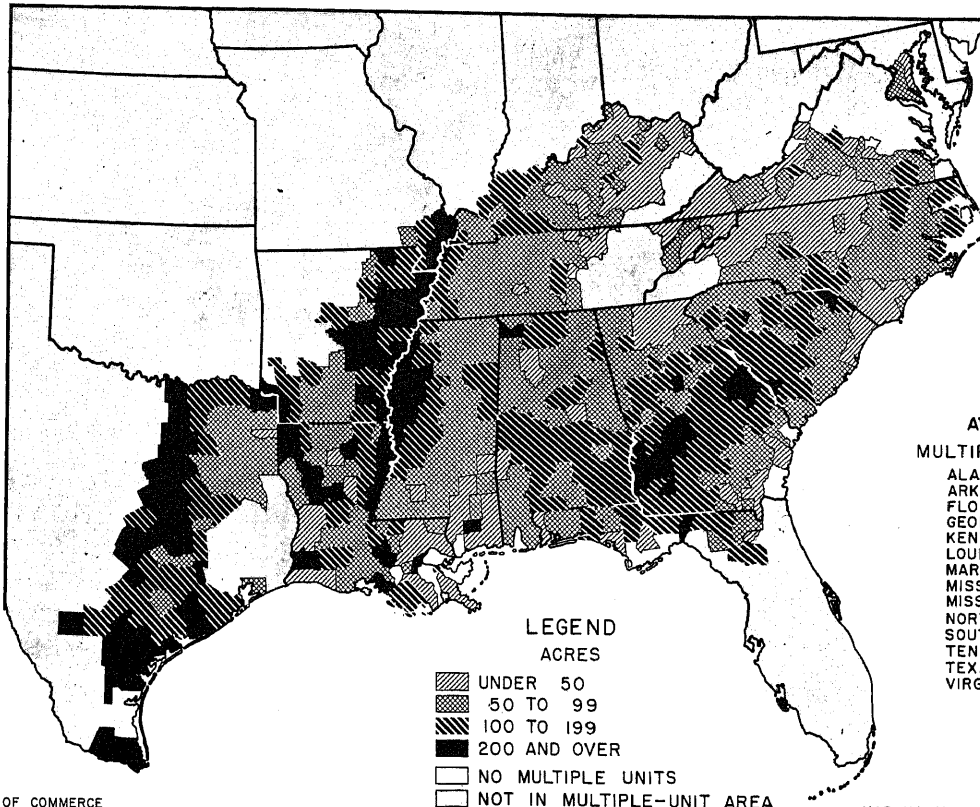 LEGEND
ACRES
UNDER 50
50 TO 99
100 TO 199
200 AND OVER
NO MULTIPLE UNITS
NOT IN MULTIPLE-UNIT AREA
MULTIP
ALA
ARK
FLO
GEO
KEN
LOUI
MAR
MISS
MISS
NORT
SOUT
TEN
TEX
VIRG
OF COMMERCE